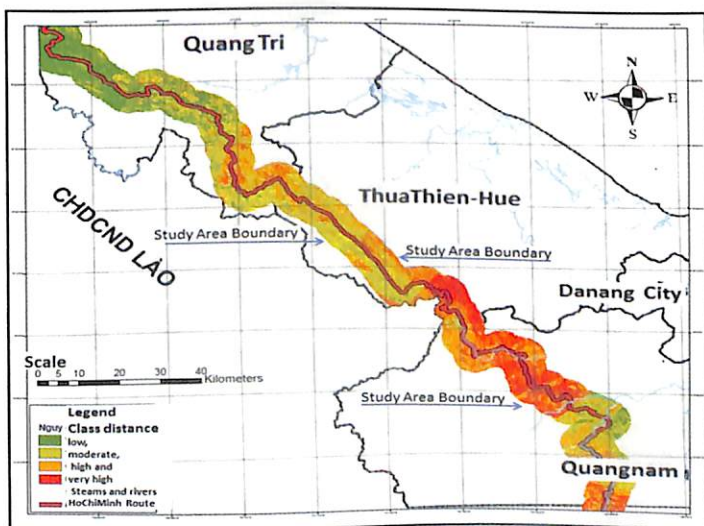 Quang Tri
N
W
E
S
ThuaThien-Hue
CHDCND LÀO
Study Area Boundary
Study Area Boundary
Danang City
Scale
0 5 10 20 30 40
Kilometers
Study Area Boundary
Legend
Nguy Class distance
low,
moderate,
high and
very high
Steams and rivers
HoChiMinh Route
Quangnam